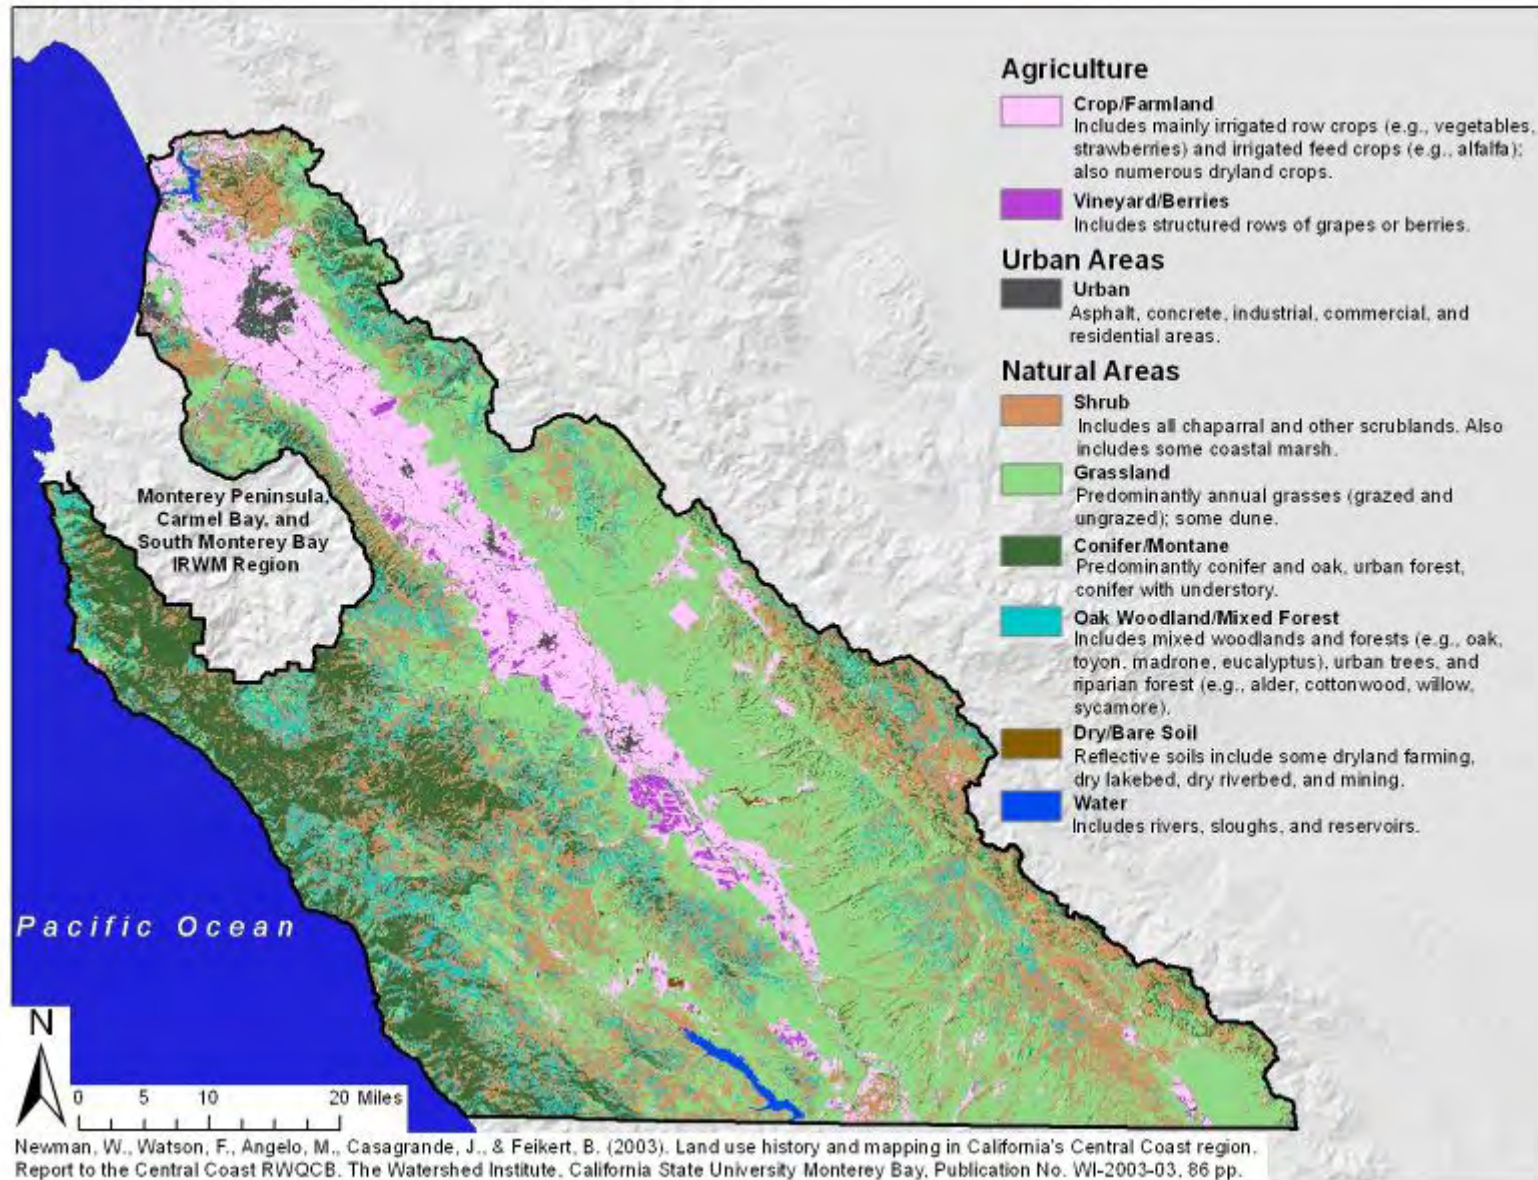 Agriculture
Crop/Farmland
Includes mainly irrigated row crops (e.g., vegetables,
strawberries) and irrigated feed crops (e.g., alfalfa);
also numerous dryland crops.
Vineyard/Berries
Includes structured rows of grapes or berries.
Urban Areas
Urban
Asphalt, concrete, industrial, commercial, and
residential areas.
Natural Areas
Shrub
Includes all chaparral and other scrublands. Also
includes some coastal marsh.
Grassland
Predominantly annual grasses (grazed and
ungrazed); some dune.
Conifer/Montane
Predominantly conifer and oak, urban forest,
conifer with understory.
Oak Woodland/Mixed Forest
Includes mixed woodlands and forests (e.g., oak,
toyon, madrone, eucalyptus), urban trees, and
riparian forest (e.g., alder, cottonwood, willow,
sycamore).
Dry/Bare Soil
Reflective soils include some dryland farming,
dry lakebed, dry riverbed, and mining.
Water
Includes rivers, sloughs, and reservoirs.
Monterey Peninsula,
Carmel Bay, and
South Monterey Bay
IRWM Region
Pacific Ocean
N
0 5 10 20 Miles
Newman, W., Watson, F., Angelo, M., Casagrande, J., & Feikert, B. (2003). Land use history and mapping in California's Central Coast region.
Report to the Central Coast RWQCB. The Watershed Institute, California State University Monterey Bay, Publication No. WI-2003-03, 86 pp.